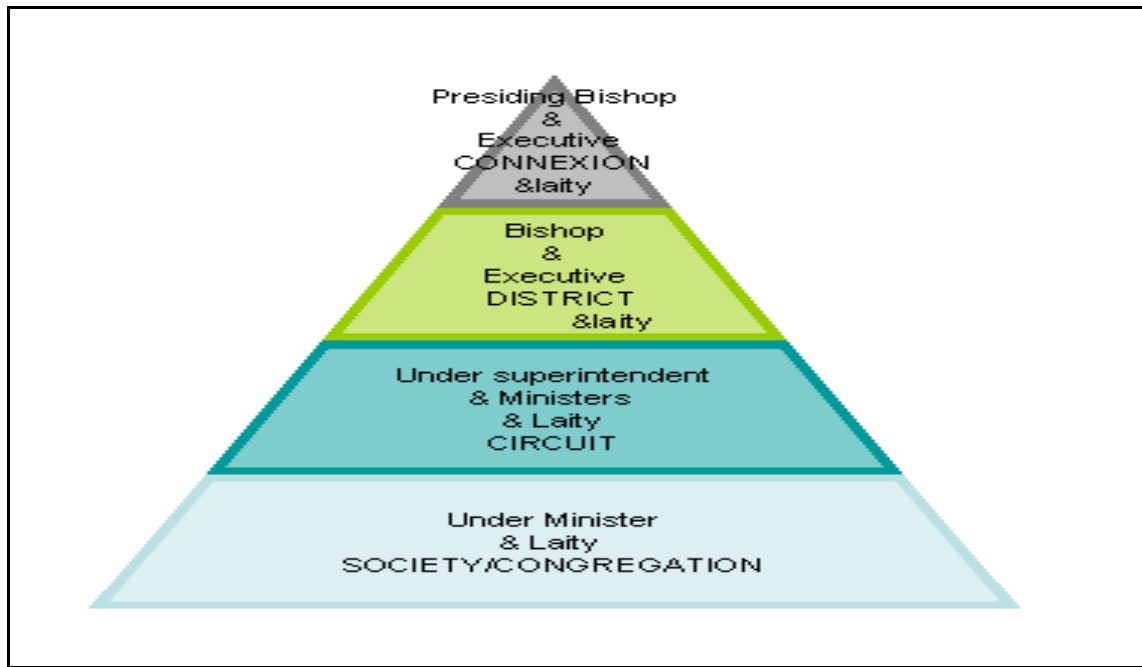 Presiding Bishop
&
Executive
CONNEXION
&laity
Bishop
&
Executive
DISTRICT
&laity
Under superintendent
& Ministers
& Laity
CIRCUIT
Under Minister
& Laity
SOCIETY/CONGREGATION